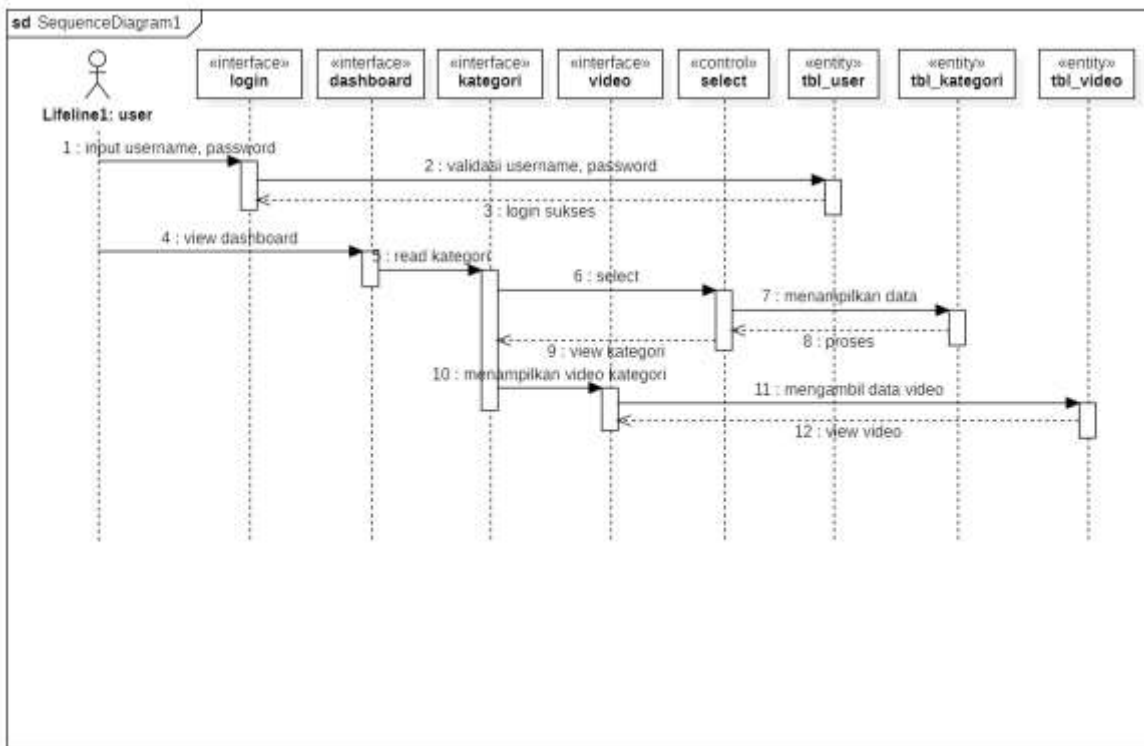 sd SequenceDiagram1
«interface»
login
«interface»
dashboard
«interface»
kategori
«interface»
video
«control»
select
«entity»
tbl_user
«entity»
tbl_kategori
«entity»
tbl_video
Lifeline1: user
1 : input username, password
2 : validasi username, password
3 : login sukses
4 : view dashboard
5 : read kategori
6 : select
7 : menampilkan data
8 : proses
9 : view kategori
10 : menampilkan video kategori
11 : mengambil data video
12 : view video